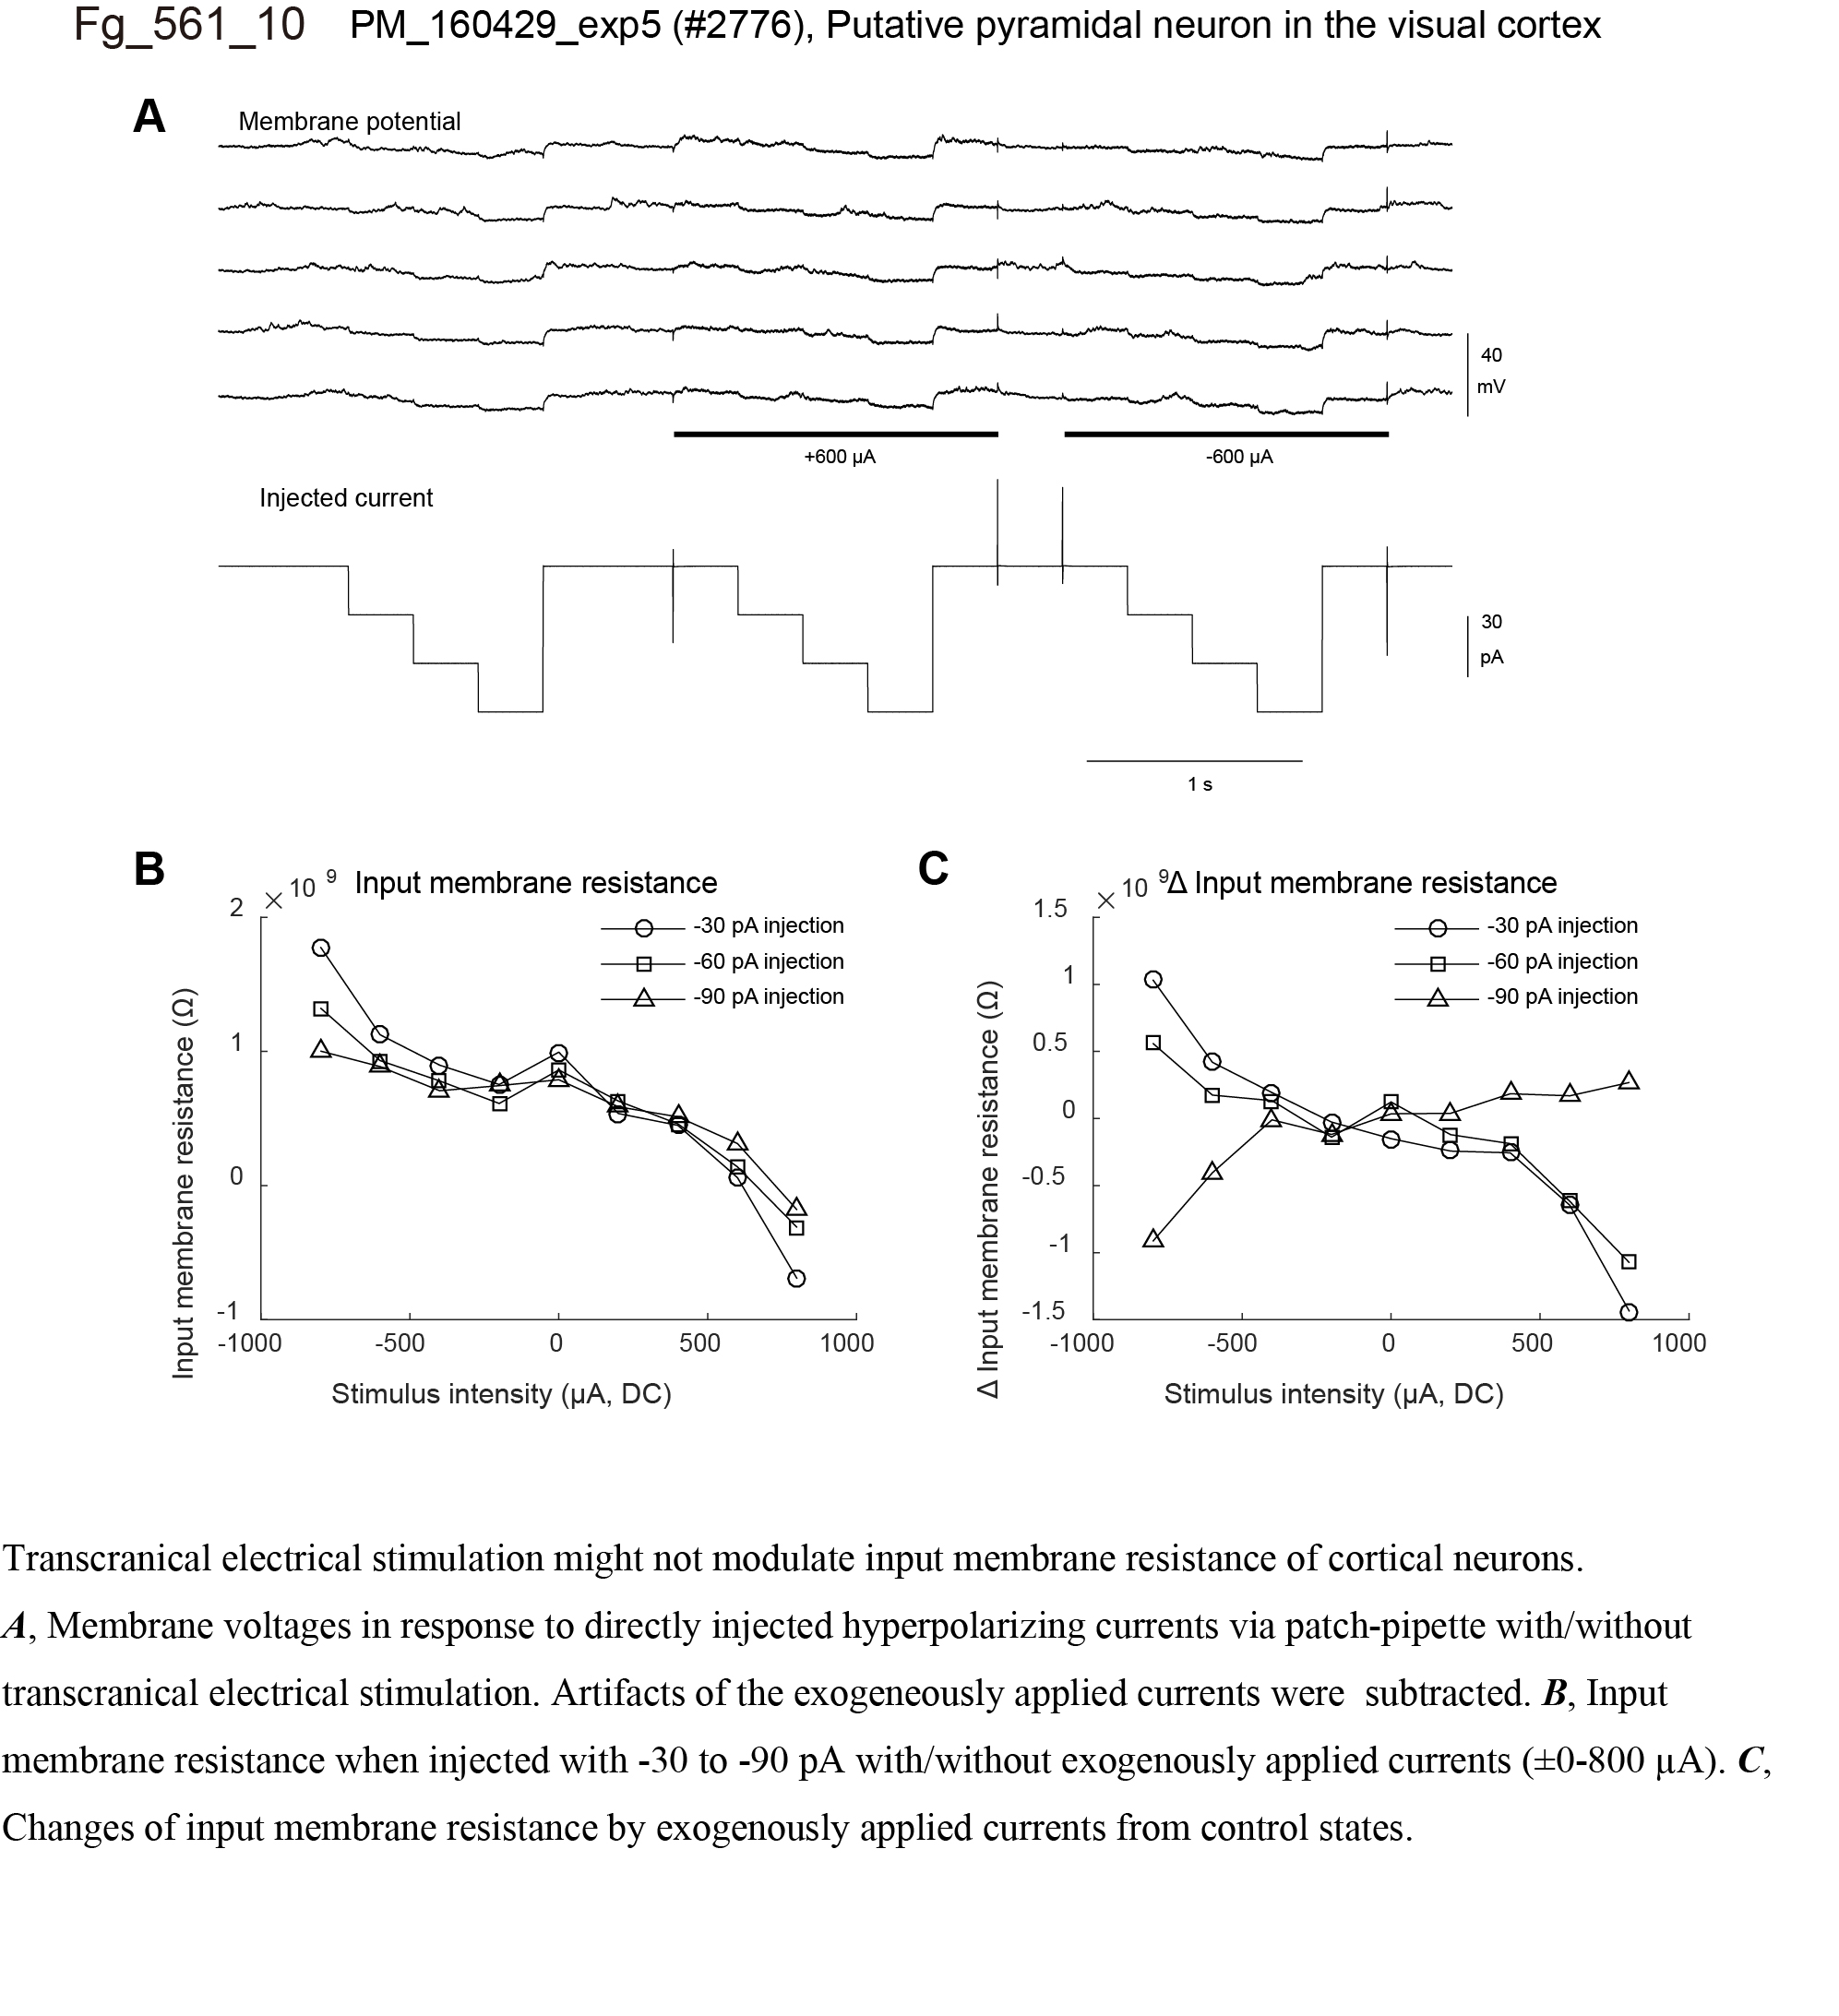 Fg_561_10 PM_160429_exp5 (#2776), Putative pyramidal neuron in the visual cortex
A
Membrane potential
40
mV
+600 µA
-600 µA
Injected current
30
pA
1 s
B
× 10 9 Input membrane resistance
2
1
0
-1
-30 pA injection
-60 pA injection
-90 pA injection
Input membrane resistance (Ω)
-1000 -500 0 500 1000
Stimulus intensity (µA, DC)
C
× 10 9 Δ Input membrane resistance
1.5
1
0.5
0
-0.5
-1
-1.5
-30 pA injection
-60 pA injection
-90 pA injection
Δ Input membrane resistance (Ω)
-1000 -500 0 500 1000
Stimulus intensity (µA, DC)
Transcranical electrical stimulation might not modulate input membrane resistance of cortical neurons.
A, Membrane voltages in response to directly injected hyperpolarizing currents via patch-pipette with/without
transcranical electrical stimulation. Artifacts of the exogeneously applied currents were  subtracted. B, Input
membrane resistance when injected with -30 to -90 pA with/without exogenously applied currents (±0-800 µA). C,
Changes of input membrane resistance by exogenously applied currents from control states.